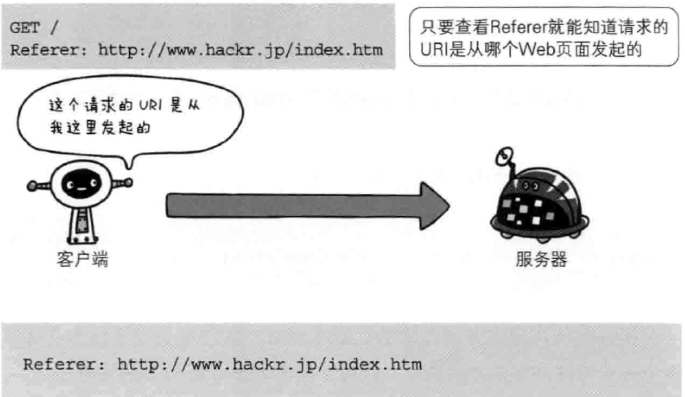 GET /
Referer: http://www.hackr.jp/index.htm
只要查看Referer就能知道请求的
URI是从哪个Web页面发起的
这个请求的 URI 是从
我这里发起的
客户端
服务器
Referer: http://www.hackr.jp/index.htm